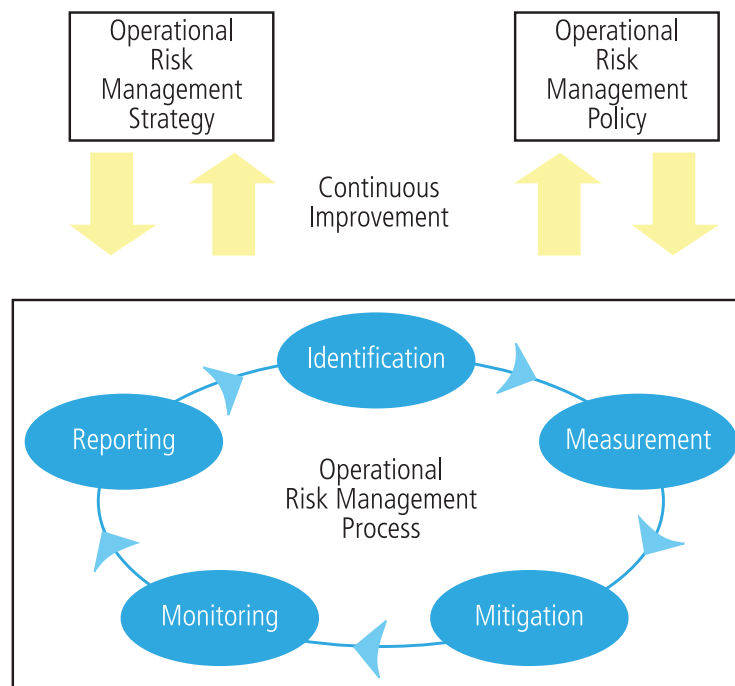 Operational
Risk
Management
Strategy
Operational
Risk
Management
Policy
Continuous
Improvement
Identification
Reporting
Measurement
Operational
Risk Management
Process
Monitoring
Mitigation